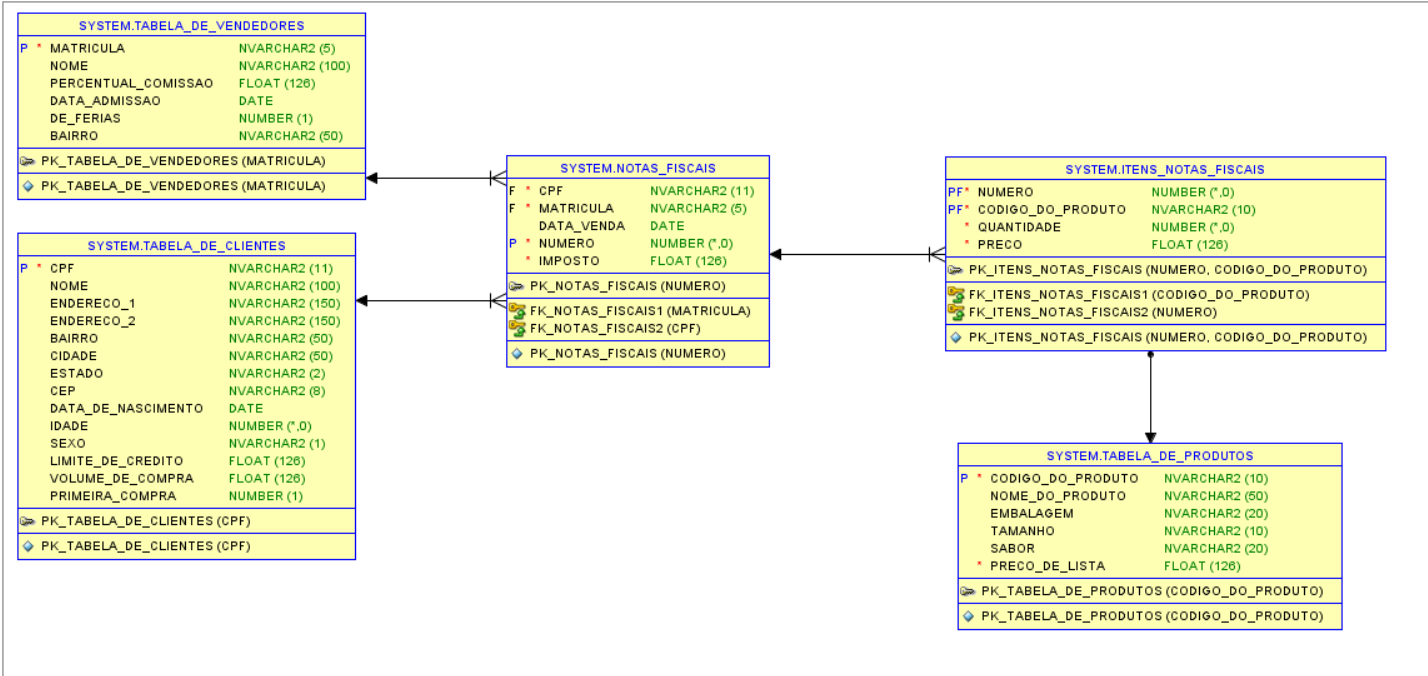 SYSTEM.TABELA_DE_VENDEDORES
P * MATRICULA NVARCHAR2 (5)
NOME NVARCHAR2 (100)
PERCENTUAL_COMISSAO FLOAT (126)
DATA_ADMISSAO DATE
DE_FERIAS NUMBER (1)
BAIRRO NVARCHAR2 (50)
PK_TABELA_DE_VENDEDORES (MATRICULA)
PK_TABELA_DE_VENDEDORES (MATRICULA)
SYSTEM.TABELA_DE_CLIENTES
P * CPF NVARCHAR2 (11)
NOME NVARCHAR2 (100)
ENDERECO_1 NVARCHAR2 (150)
ENDERECO_2 NVARCHAR2 (150)
BAIRRO NVARCHAR2 (50)
CIDADE NVARCHAR2 (50)
ESTADO NVARCHAR2 (2)
CEP NVARCHAR2 (8)
DATA_DE_NASCIMENTO DATE
IDADE NUMBER (*,0)
SEXO NVARCHAR2 (1)
LIMITE_DE_CREDITO FLOAT (126)
VOLUME_DE_COMPRA FLOAT (126)
PRIMEIRA_COMPRA NUMBER (1)
PK_TABELA_DE_CLIENTES (CPF)
PK_TABELA_DE_CLIENTES (CPF)
SYSTEM.NOTAS_FISCAIS
F * CPF NVARCHAR2 (11)
F * MATRICULA NVARCHAR2 (5)
DATA_VENDA DATE
P * NUMERO NUMBER (*,0)
* IMPOSTO FLOAT (126)
PK_NOTAS_FISCAIS (NUMERO)
FK_NOTAS_FISCAIS1 (MATRICULA)
FK_NOTAS_FISCAIS2 (CPF)
PK_NOTAS_FISCAIS (NUMERO)
SYSTEM.ITENS_NOTAS_FISCAIS
PF* NUMERO NUMBER (*,0)
PF* CODIGO_DO_PRODUTO NVARCHAR2 (10)
* QUANTIDADE NUMBER (*,0)
* PRECO FLOAT (126)
PK_ITENS_NOTAS_FISCAIS (NUMERO, CODIGO_DO_PRODUTO)
FK_ITENS_NOTAS_FISCAIS1 (CODIGO_DO_PRODUTO)
FK_ITENS_NOTAS_FISCAIS2 (NUMERO)
PK_ITENS_NOTAS_FISCAIS (NUMERO, CODIGO_DO_PRODUTO)
SYSTEM.TABELA_DE_PRODUTOS
P * CODIGO_DO_PRODUTO NVARCHAR2 (10)
NOME_DO_PRODUTO NVARCHAR2 (50)
EMBALAGEM NVARCHAR2 (20)
TAMANHO NVARCHAR2 (10)
SABOR NVARCHAR2 (20)
* PRECO_DE_LISTA FLOAT (126)
PK_TABELA_DE_PRODUTOS (CODIGO_DO_PRODUTO)
PK_TABELA_DE_PRODUTOS (CODIGO_DO_PRODUTO)